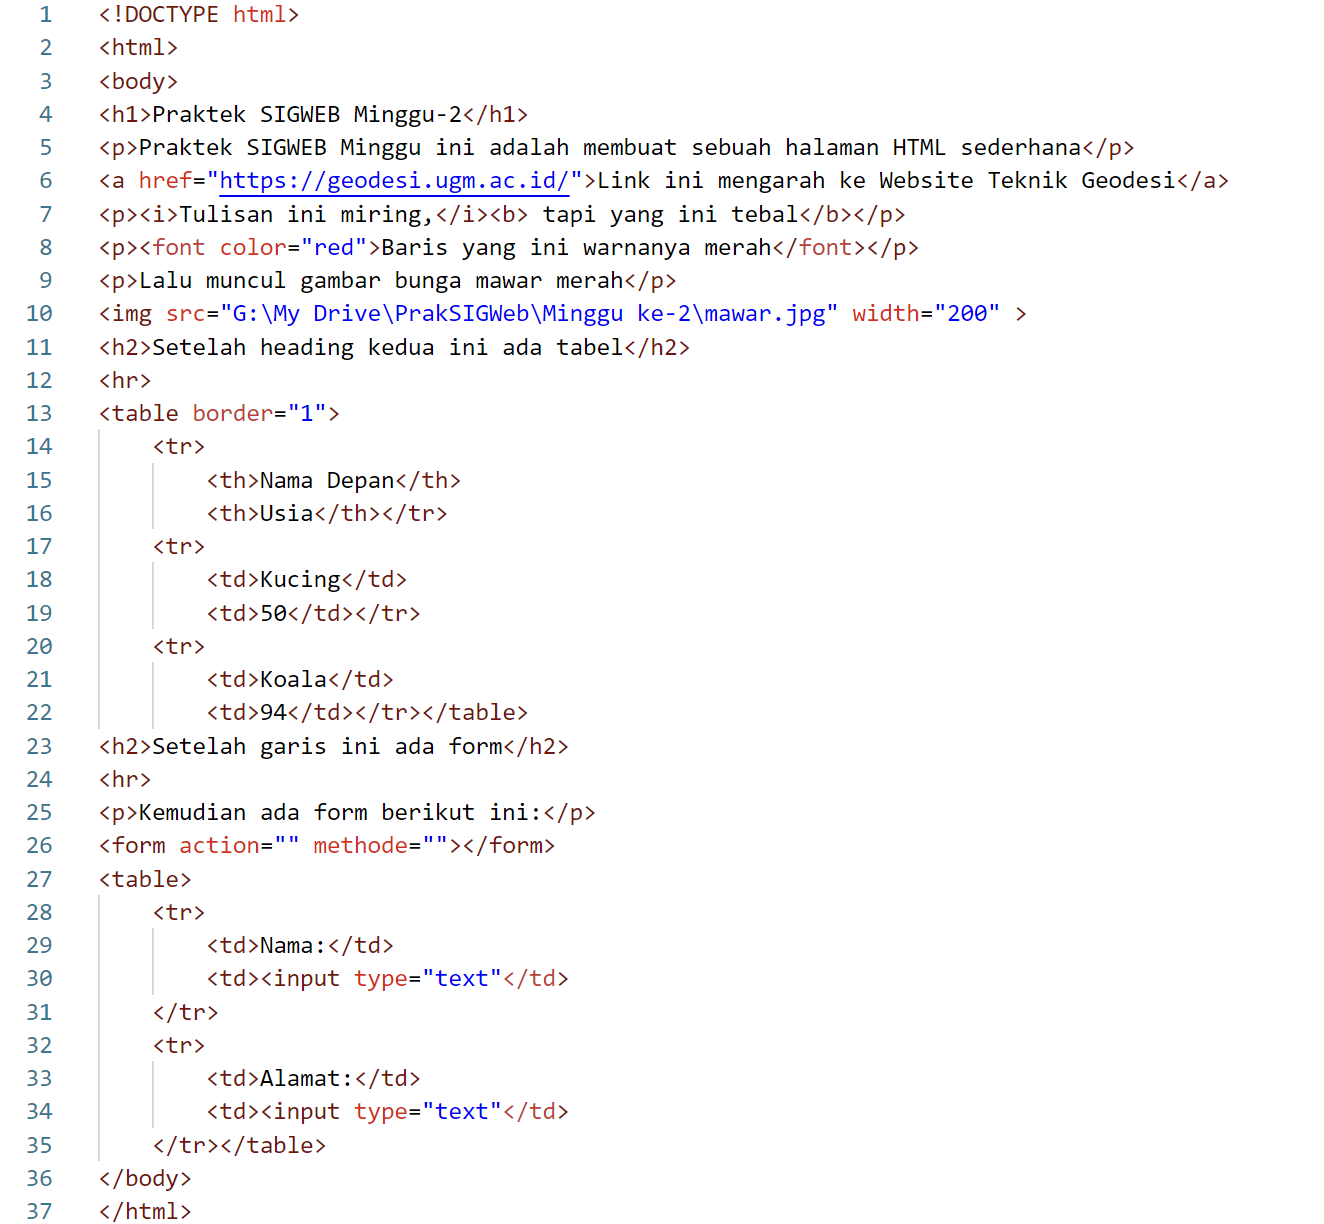 1 <!DOCTYPE html>
2 <html>
3 <body>
4 <h1>Praktek SIGWEB Minggu-2</h1>
5 <p>Praktek SIGWEB Minggu ini adalah membuat sebuah halaman HTML sederhana</p>
6 <a href="https://geodesi.ugm.ac.id/">Link ini mengarah ke Website Teknik Geodesi</a>
7 <p><i>Tulisan ini miring,</i><b> tapi yang ini tebal</b></p>
8 <p><font color="red">Baris yang ini warnanya merah</font></p>
9 <p>Lalu muncul gambar bunga mawar merah</p>
10 <img src="G:\My Drive\PrakSIGWeb\Minggu ke-2\mawar.jpg" width="200" >
11 <h2>Setelah heading kedua ini ada tabel</h2>
12 <hr>
13 <table border="1">
14     <tr>
15         <th>Nama Depan</th>
16         <th>Usia</th></tr>
17     <tr>
18         <td>Kucing</td>
19         <td>50</td></tr>
20     <tr>
21         <td>Koala</td>
22         <td>94</td></tr></table>
23 <h2>Setelah garis ini ada form</h2>
24 <hr>
25 <p>Kemudian ada form berikut ini:</p>
26 <form action="" methode=""></form>
27 <table>
28     <tr>
29         <td>Nama:</td>
30         <td><input type="text"</td>
31     </tr>
32     <tr>
33         <td>Alamat:</td>
34         <td><input type="text"</td>
35     </tr></table>
36 </body>
37 </html>